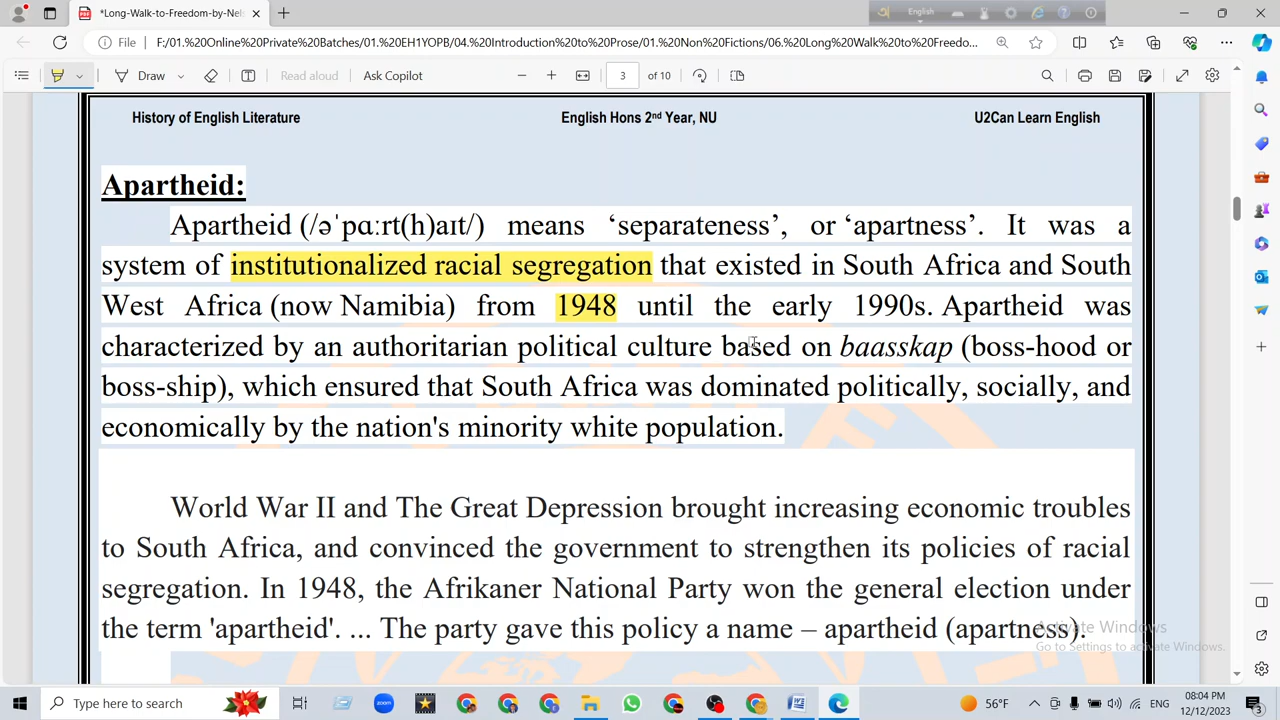 *Long-Walk-to-Freedom-by-Nel
English
File
F:/01.%20Online%20Private%20Batches/01.%20EH1YOPB/04.%20Introduction%20to%20Prose/01.%20Non%20Fictions/06.%20Long%20Walk%20to%20Freedo...
Draw
Read aloud
Ask Copilot
3 of 10
History of English Literature English Hons 2nd Year, NU U2Can Learn English
Apartheid:
Apartheid (/əˈpɑːrt(h)aɪt/) means ‘separateness’, or ‘apartness’. It was a
system of institutionalized racial segregation that existed in South Africa and South
West Africa (now Namibia) from 1948 until the early 1990s. Apartheid was
characterized by an authoritarian political culture based on baasskap (boss-hood or
boss-ship), which ensured that South Africa was dominated politically, socially, and
economically by the nation's minority white population.
World War II and The Great Depression brought increasing economic troubles
to South Africa, and convinced the government to strengthen its policies of racial
segregation. In 1948, the Afrikaner National Party won the general election under
the term 'apartheid'. ... The party gave this policy a name – apartheid (apartness).
Activate Windows
Go to Settings to activate Windows.
Type here to search
zoom
56°F
ENG
08:04 PM
12/12/2023
3